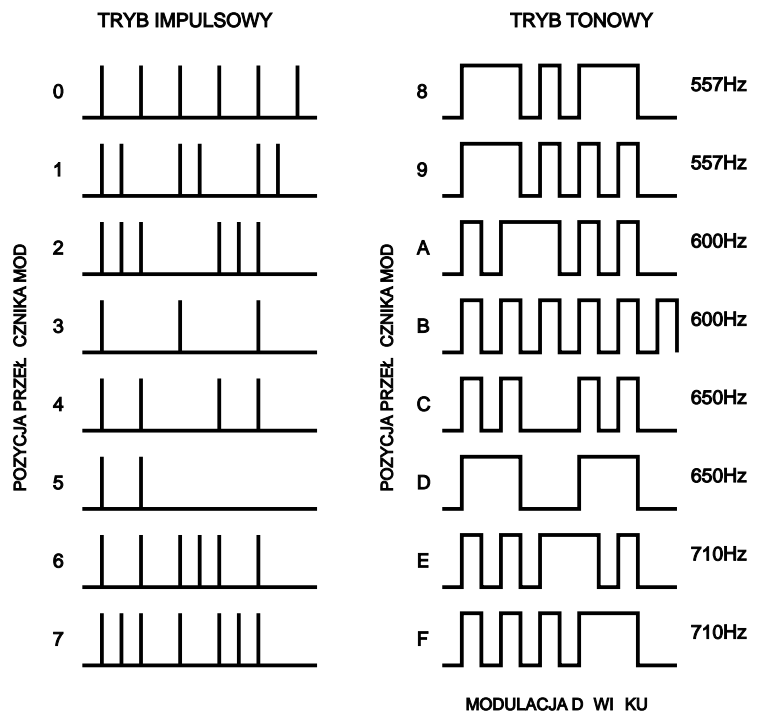 TRYB IMPULSOWY
TRYB TONOWY
POZYCJA PRZEŁ CZNIKA MOD
0
1
2
3
4
5
6
7
POZYCJA PRZEŁ CZNIKA MOD
8 557Hz
9 557Hz
A 600Hz
B 600Hz
C 650Hz
D 650Hz
E 710Hz
F 710Hz
MODULACJA D WI KU